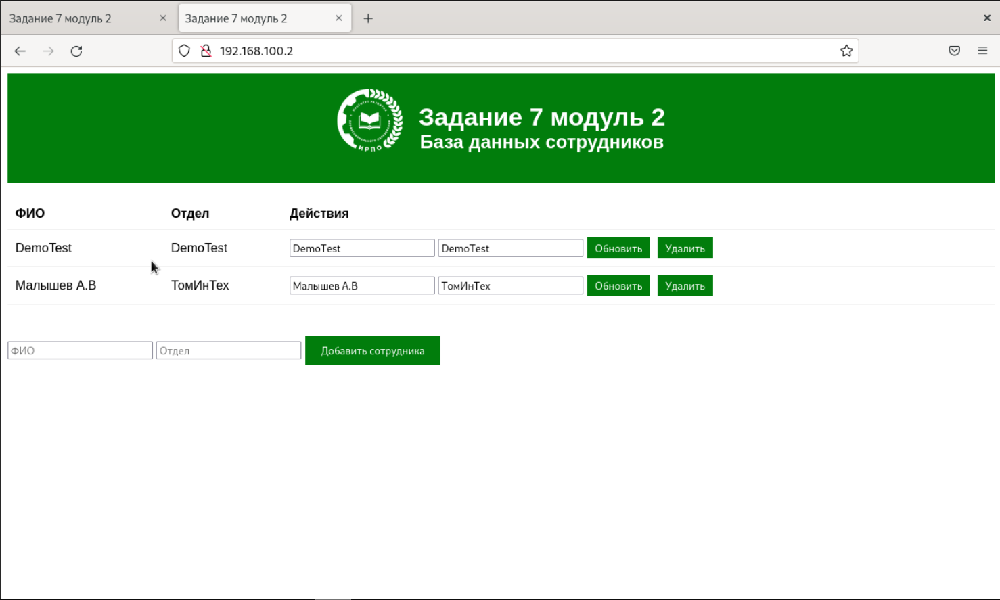 Задание 7 модуль 2
Задание 7 модуль 2
192.168.100.2
ИРПО
Задание 7 модуль 2
База данных сотрудников
ФИО Отдел Действия
DemoTest DemoTest DemoTest DemoTest Обновить Удалить
Малышев А.В ТомИнТех Малышев А.В ТомИнТех Обновить Удалить
ФИО Отдел Добавить сотрудника